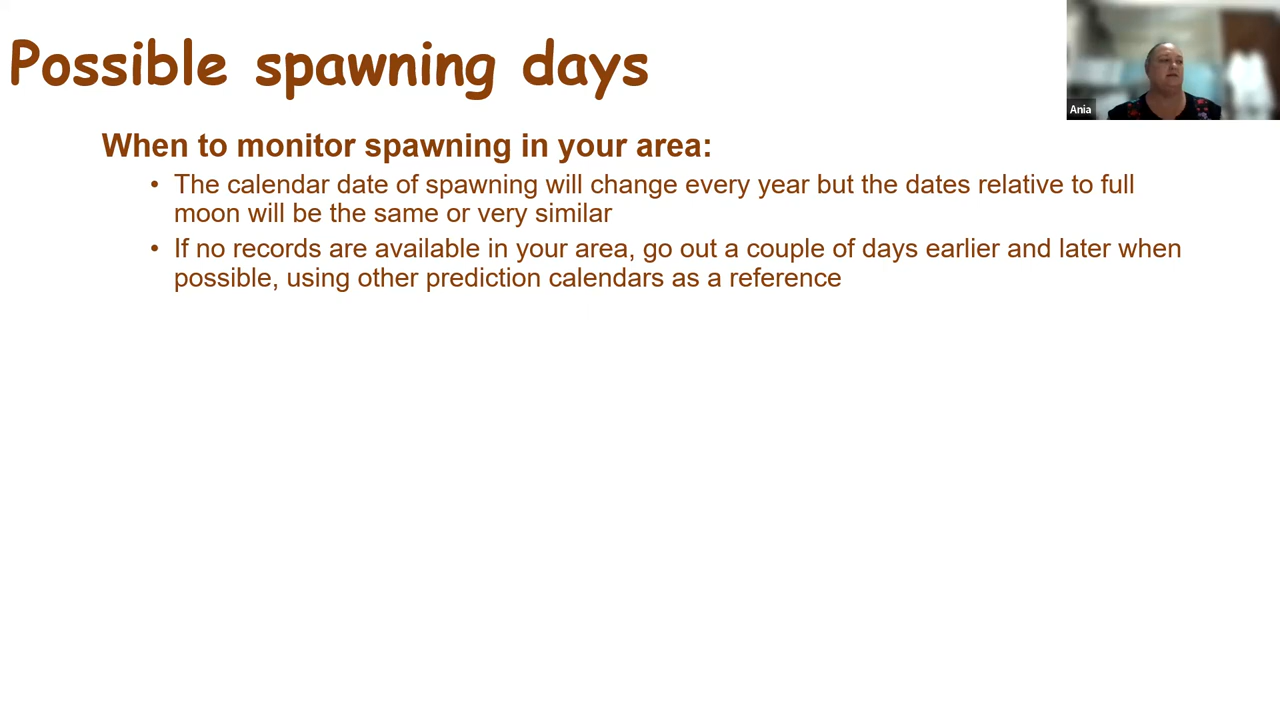 Possible spawning days
Ania
When to monitor spawning in your area:
• The calendar date of spawning will change every year but the dates relative to full
moon will be the same or very similar
• If no records are available in your area, go out a couple of days earlier and later when
possible, using other prediction calendars as a reference